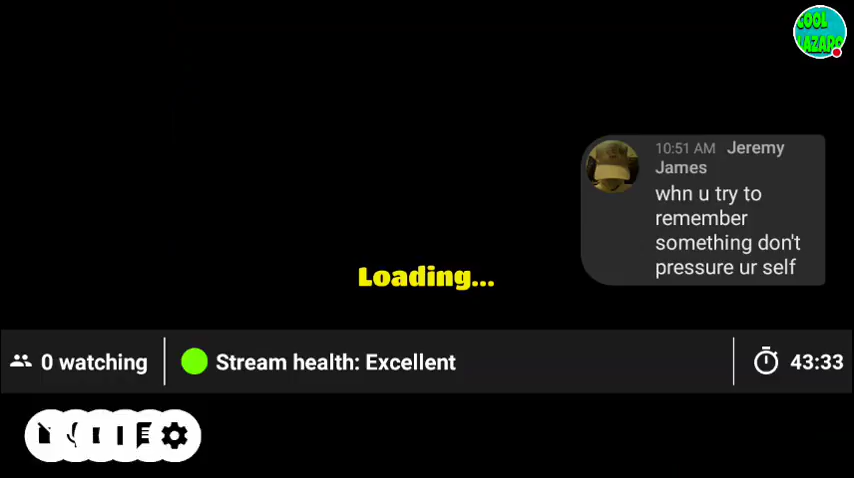 COOL
LAZARO
10:51 AM Jeremy
James
whn u try to
remember
something don't
pressure ur self
Loading...
0 watching
Stream health: Excellent
43:33